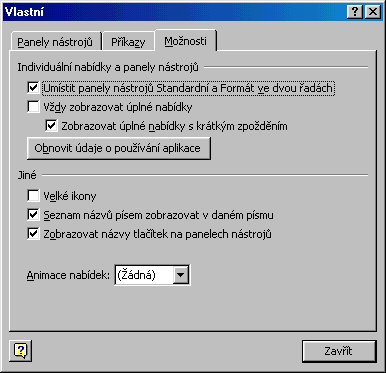 Vlastní
Panely nástrojů
Příkazy
Možnosti
Individuální nabídky a panely nástrojů
Umístit panely nástrojů Standardní a Formát ve dvou řadách
Vždy zobrazovat úplné nabídky
Zobrazovat úplné nabídky s krátkým zpožděním
Obnovit údaje o používání aplikace
Jiné
Velké ikony
Seznam názvů písem zobrazovat v daném písmu
Zobrazovat názvy tlačítek na panelech nástrojů
Animace nabídek:
(Žádná)
Zavřít